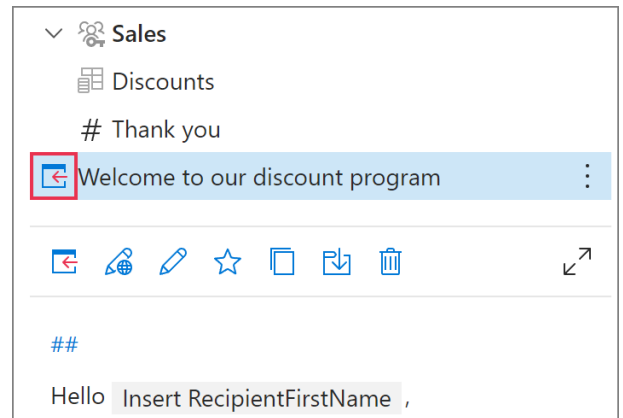 Sales
Discounts
# Thank you
Welcome to our discount program
##
Hello Insert RecipientFirstName ,